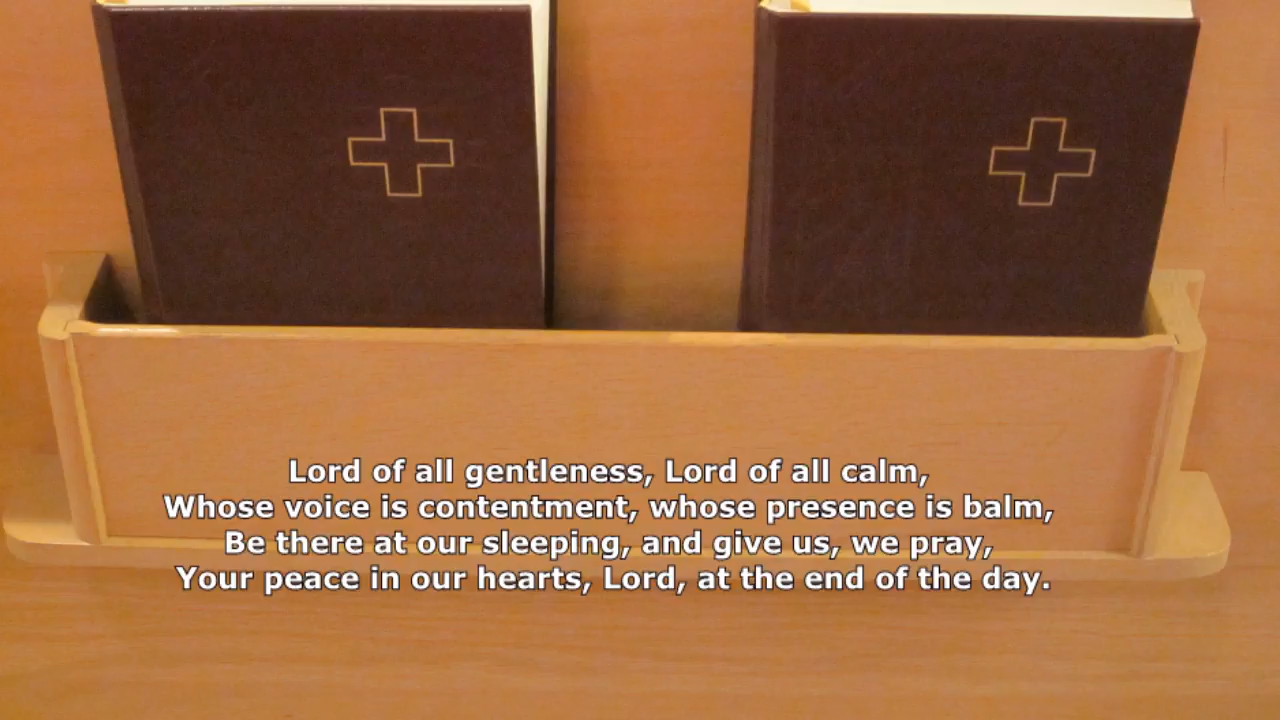 Lord of all gentleness, Lord of all calm,
Whose voice is contentment, whose presence is balm,
Be there at our sleeping, and give us, we pray,
Your peace in our hearts, Lord, at the end of the day.